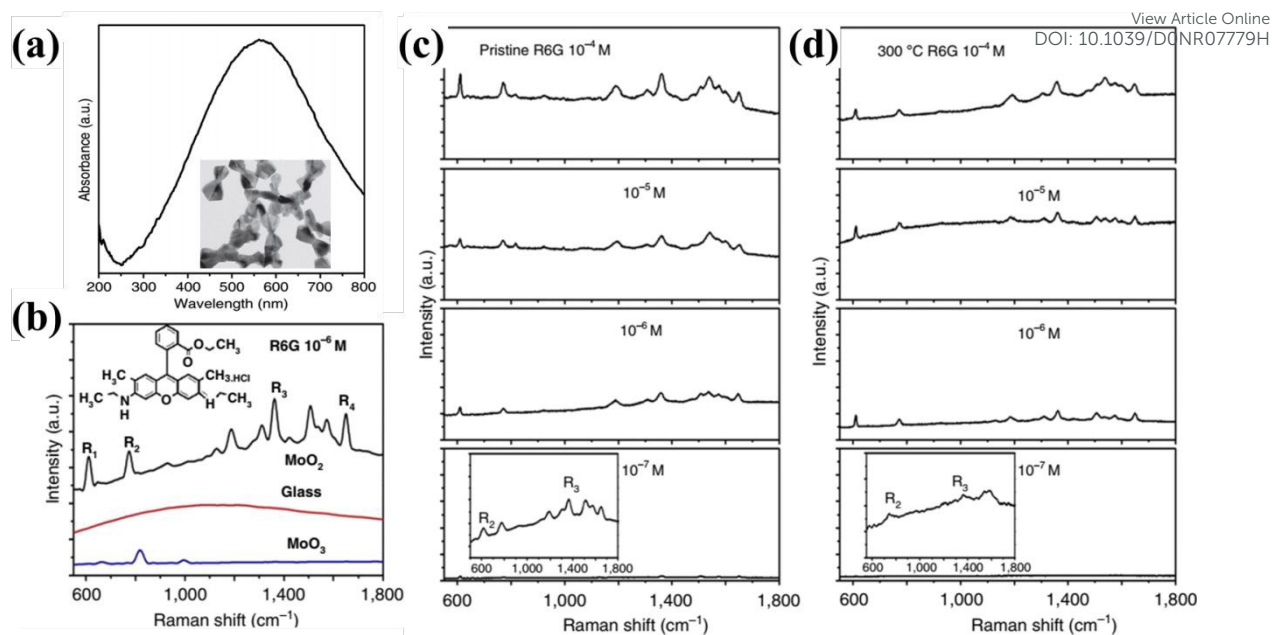 View Article Online
DOI: 10.1039/D0NR07779H
(a)
Absorbance (a.u.)
200 300 400 500 600 700 800
Wavelength (nm)
(b)
R6G 10⁻⁶ M
O CH₃
O
H₃C
CH₃.HCl
H₃C
N
H
O
H
CH₃
R₁
R₂
R₃
R₄
MoO₂
Glass
MoO₃
Intensity (a.u.)
600 1,000 1,400 1,800
Raman shift (cm⁻¹)
(c)
Pristine R6G 10⁻⁴ M
10⁻⁵ M
10⁻⁶ M
10⁻⁷ M
R₂
R₃
600 1,000 1,400 1,800
Intensity (a.u.)
600 1,000 1,400 1,800
Raman shift (cm⁻¹)
(d)
300 °C R6G 10⁻⁴ M
10⁻⁵ M
10⁻⁶ M
10⁻⁷ M
R₂
R₃
600 1,000 1,400 1,800
Intensity (a.u.)
600 1,000 1,400 1,800
Raman shift (cm⁻¹)